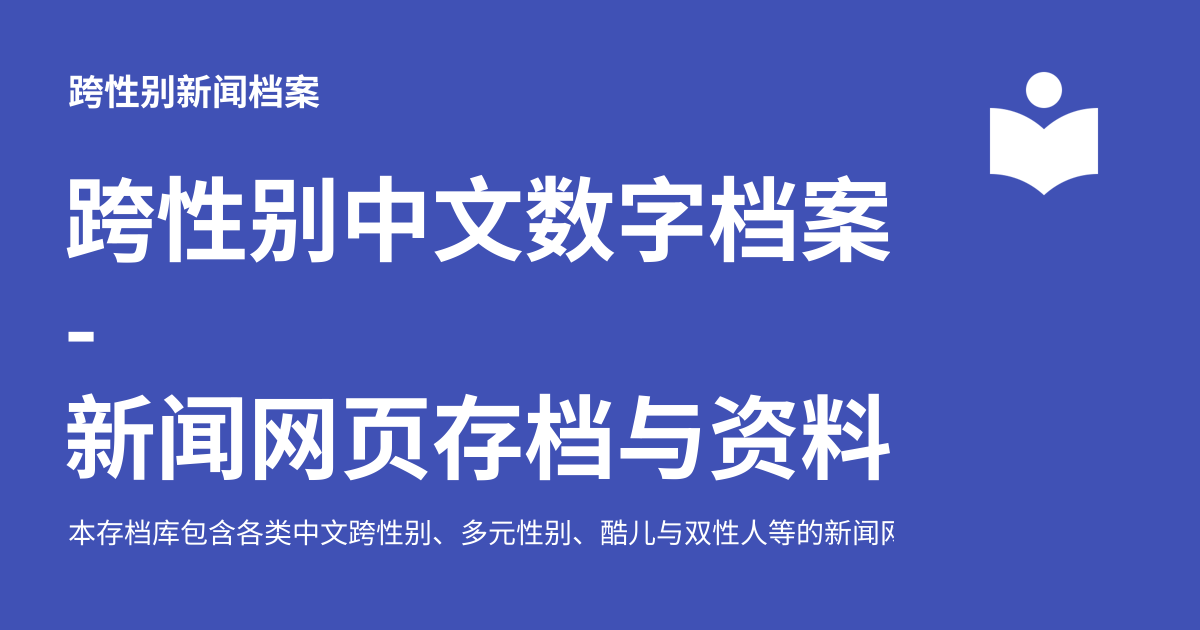 跨性别新闻档案
跨性别中文数字档案
-
新闻网页存档与资料
本存档库包含各类中文跨性别、多元性别、酷儿与双性人等的新闻